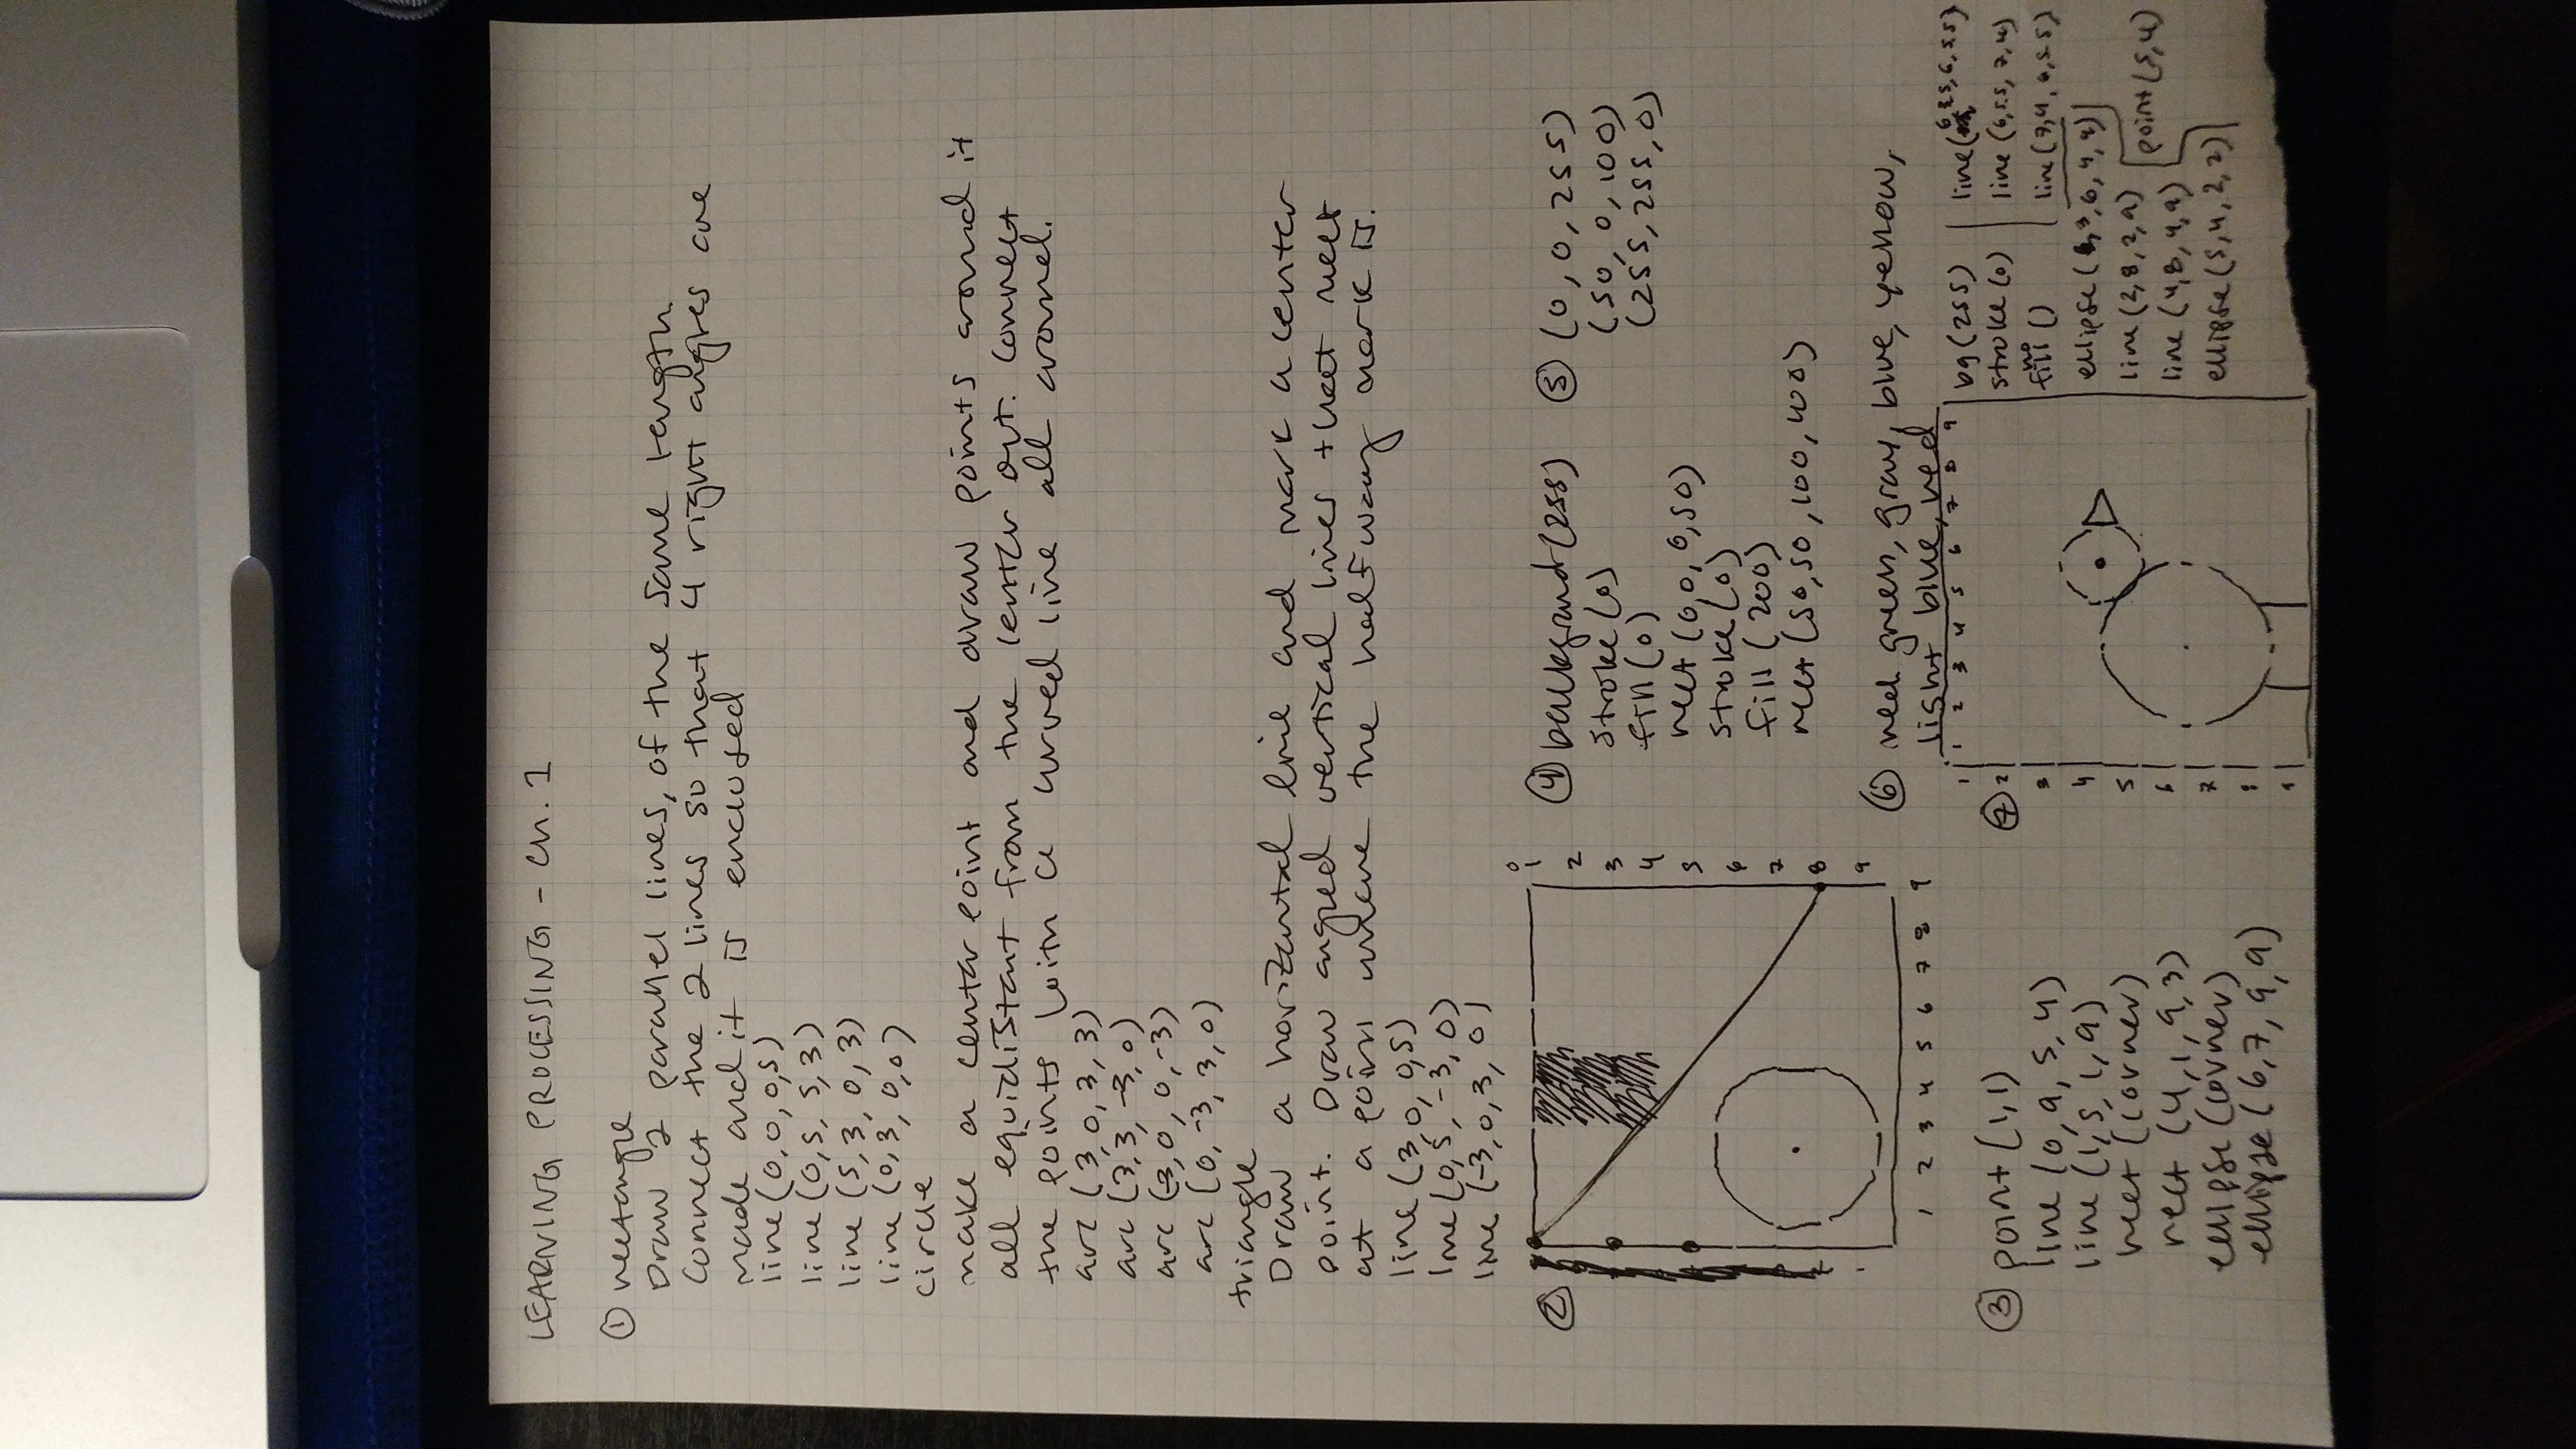 LEARNING PROCESSING - Ch. 1
① rectangle
Draw 2 parallel lines, of the same length.
Connect the 2 lines so that 4 right angles are
made and it is enclosed
line(0,0,0,5)
line(0,5,5,3)
line(5,3,0,3)
line(0,3,0,0)
circle
make a center point and draw points around it
all equidistant from the center out. Connect
the points with a curved line all around.
arc (3,0,3,3)
arc (3,3,-3,0)
arc (-3,0,0,-3)
arc (0,-3,3,0)
triangle
Draw a horizontal line and mark a center
point. Draw angled vertical lines that meet
at a point where the halfway mark is.
line (3,0,0,5)
line(0,5,-3,0)
line (-3,0,3,0)
②
0
1
2
3
4
5
6
7
8
9
1 2 3 4 5 6 7 8 9
③ point(1,1)
line(0,9,5,4)
line(1,5,1,9)
rect(corner)
rect (4,1,9,3)
ellipse(corner)
ellipse(6,7,9,9)
④ background(255)
stroke(0)
fill(0)
rect(0,0,0,50)
stroke(0)
fill(200)
rect(50,50,100,100)
⑤ (0,0,255)
(50,0,100)
(255,255,0)
⑥ red green, gray, blue, yellow,
light blue, red
⑦
1 2 3 4 5 6 7 8 9
1
2
3
4
5
6
7
8
9
bg(255)
stroke(0)
no
fill()
ellipse(
line(2,8,2,9)
line(4,8,4,9)
ellipse(5,4,2,2)
line(
line(6,5.5,7,4)
line(7,4,
point(5,4)